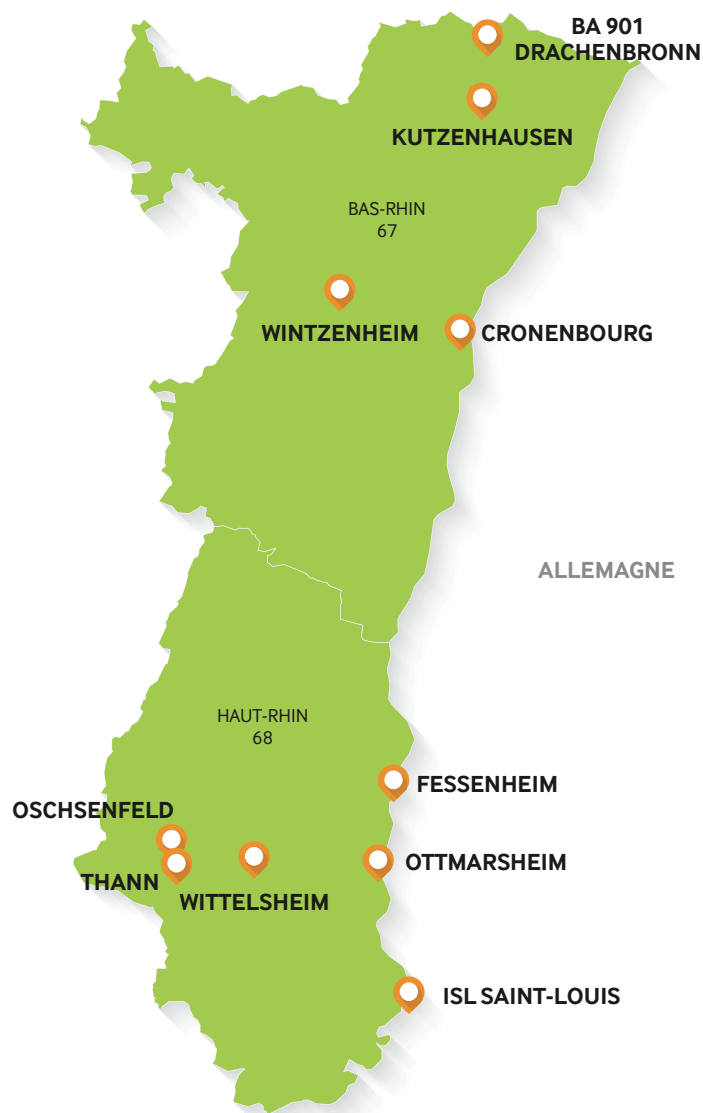 BA 901
DRACHENBRONN
KUTZENHAUSEN
BAS-RHIN
67
WINTZENHEIM
CRONENBOURG
ALLEMAGNE
HAUT-RHIN
68
FESSENHEIM
OSCHSENFELD
OTTMARSHEIM
THANN
WITTELSHEIM
ISL SAINT-LOUIS